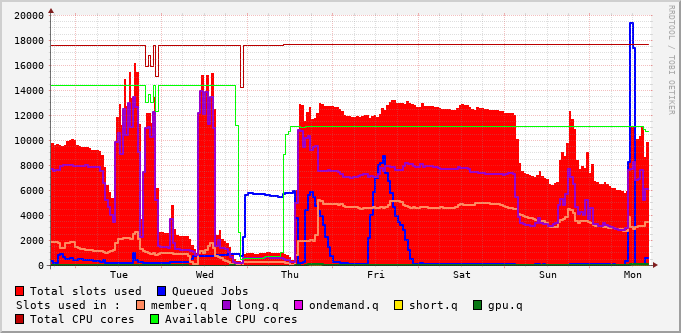 RRDTOOL / TOBI OETIKER
20000
18000
16000
14000
12000
10000
8000
6000
4000
2000
0
Tue Wed Thu Fri Sat Sun Mon
Total slots used Queued Jobs
Slots used in : member.q long.q ondemand.q short.q gpu.q
Total CPU cores Available CPU cores